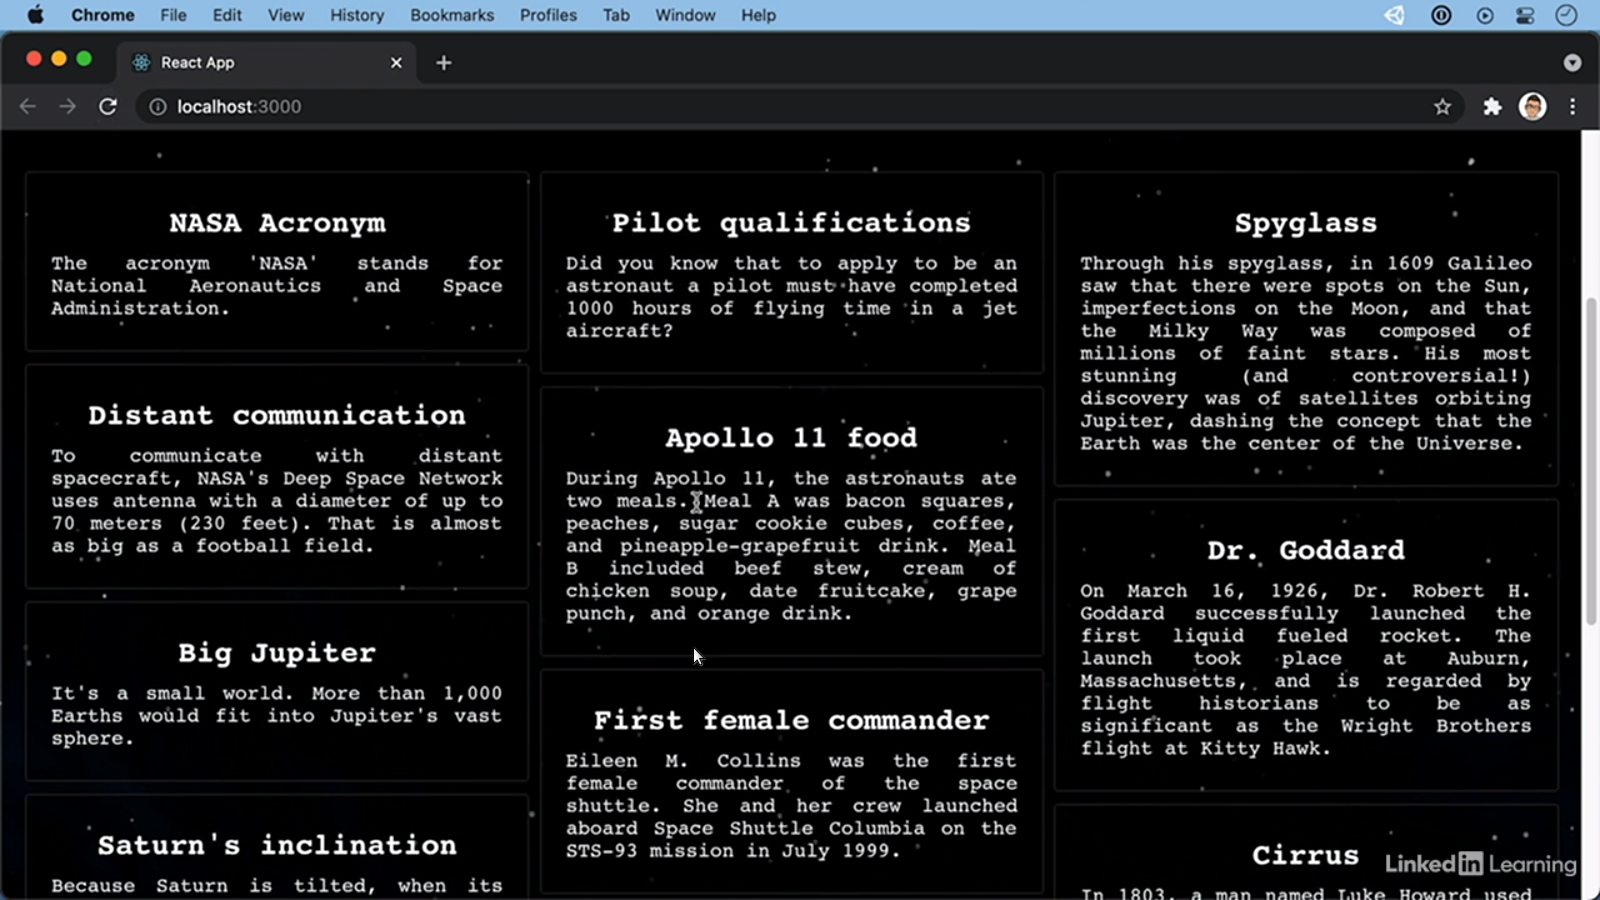 Chrome File Edit View History Bookmarks Profiles Tab Window Help
React App
localhost:3000
NASA Acronym
The acronym 'NASA' stands for
National Aeronautics and Space
Administration.
Distant communication
To communicate with distant
spacecraft, NASA's Deep Space Network
uses antenna with a diameter of up to
70 meters (230 feet). That is almost
as big as a football field.
Big Jupiter
It's a small world. More than 1,000
Earths would fit into Jupiter's vast
sphere.
Saturn's inclination
Because Saturn is tilted, when its
Pilot qualifications
Did you know that to apply to be an
astronaut a pilot must have completed
1000 hours of flying time in a jet
aircraft?
Apollo 11 food
During Apollo 11, the astronauts ate
two meals. Meal A was bacon squares,
peaches, sugar cookie cubes, coffee,
and pineapple-grapefruit drink. Meal
B included beef stew, cream of
chicken soup, date fruitcake, grape
punch, and orange drink.
First female commander
Eileen M. Collins was the first
female commander of the space
shuttle. She and her crew launched
aboard Space Shuttle Columbia on the
STS-93 mission in July 1999.
Spyglass
Through his spyglass, in 1609 Galileo
saw that there were spots on the Sun,
imperfections on the Moon, and that
the Milky Way was composed of
millions of faint stars. His most
stunning (and controversial!)
discovery was of satellites orbiting
Jupiter, dashing the concept that the
Earth was the center of the Universe.
Dr. Goddard
On March 16, 1926, Dr. Robert H.
Goddard successfully launched the
first liquid fueled rocket. The
launch took place at Auburn,
Massachusetts, and is regarded by
flight historians to be as
significant as the Wright Brothers
flight at Kitty Hawk.
Cirrus
In 1803, a man named Luke Howard used
LinkedIn Learning